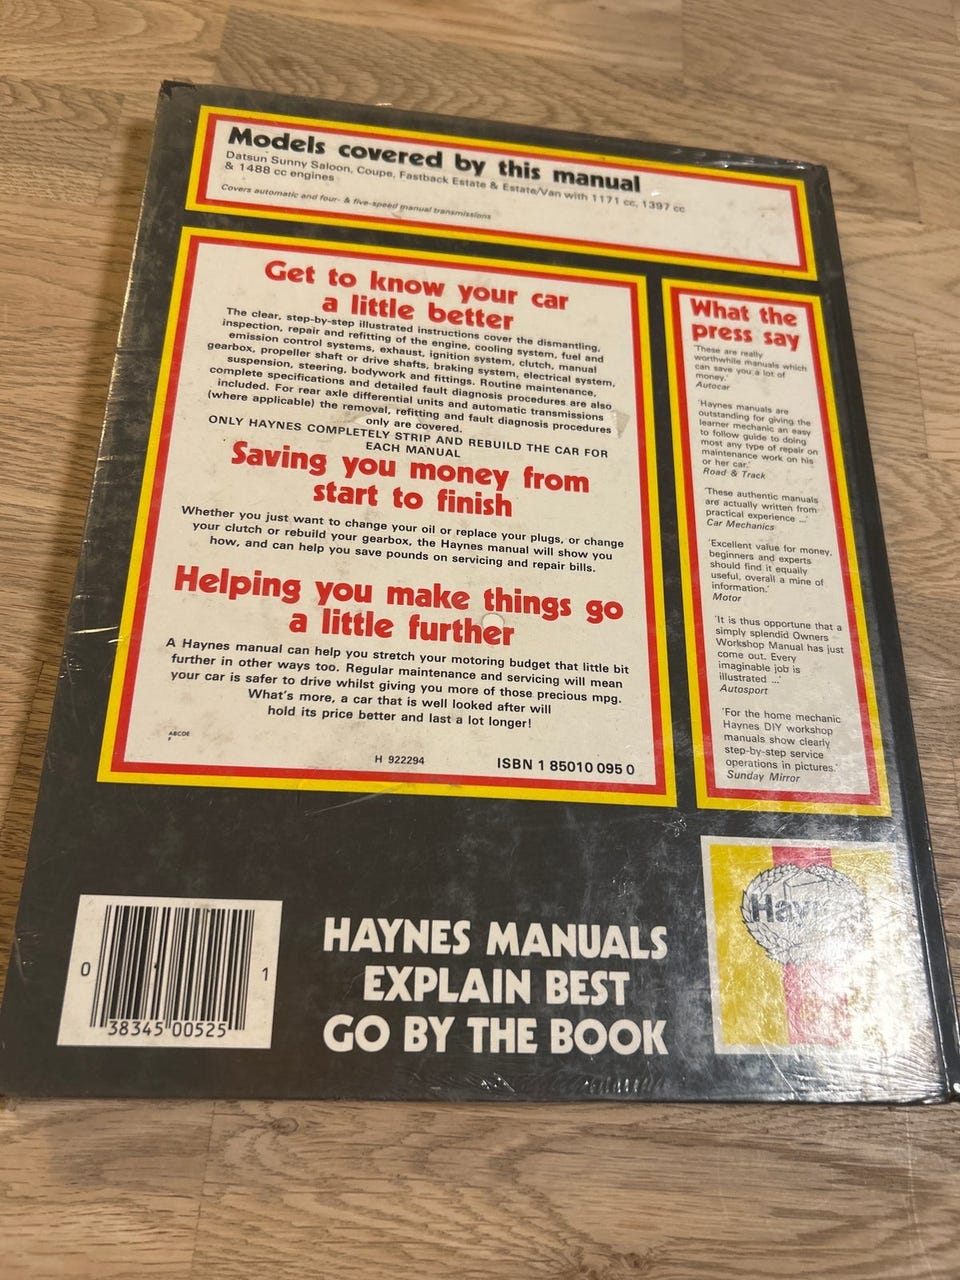 Models covered by this manual
Datsun Sunny Saloon, Coupe, Fastback Estate & Estate/Van with 1171 cc, 1397 cc
& 1488 cc engines
Covers automatic and four- & five-speed manual transmissions
Get to know your car
a little better
The clear, step-by-step illustrated instructions cover the dismantling,
inspection, repair and refitting of the engine, cooling system, fuel and
emission control systems, exhaust, ignition system, clutch, manual
gearbox, propeller shaft or drive shafts, braking system, electrical system,
suspension, steering, bodywork and fittings. Routine maintenance,
complete specifications and detailed fault diagnosis procedures are also
included. For rear axle differential units and automatic transmissions
(where applicable) the removal, refitting and fault diagnosis procedures
only are covered.
ONLY HAYNES COMPLETELY STRIP AND REBUILD THE CAR FOR
EACH MANUAL
Saving you money from
start to finish
Whether you just want to change your oil or replace your plugs, or change
your clutch or rebuild your gearbox, the Haynes manual will show you
how, and can help you save pounds on servicing and repair bills.
Helping you make things go
a little further
A Haynes manual can help you stretch your motoring budget that little bit
further in other ways too. Regular maintenance and servicing will mean
your car is safer to drive whilst giving you more of those precious mpg.
What's more, a car that is well looked after will
hold its price better and last a lot longer!
ABCDE
F
H 922294
ISBN 1 85010 095 0
What the
press say
'These are really
worthwhile manuals which
can save you a lot of
money.'
Autocar
'Haynes manuals are
outstanding for giving the
learner mechanic an easy
to follow guide to doing
most any type of repair on
maintenance work on his
or her car.'
Road & Track
'These authentic manuals
are actually written from
practical experience ...'
Car Mechanics
'Excellent value for money,
beginners and experts
should find it equally
useful, overall a mine of
information.'
Motor
'It is thus opportune that a
simply splendid Owners
Workshop Manual has just
come out. Every
imaginable job is
illustrated ...'
Autosport
'For the home mechanic
Haynes DIY workshop
manuals show clearly
step-by-step service
operations in pictures.'
Sunday Mirror
0 38345 00525 1
HAYNES MANUALS
EXPLAIN BEST
GO BY THE BOOK
Haynes